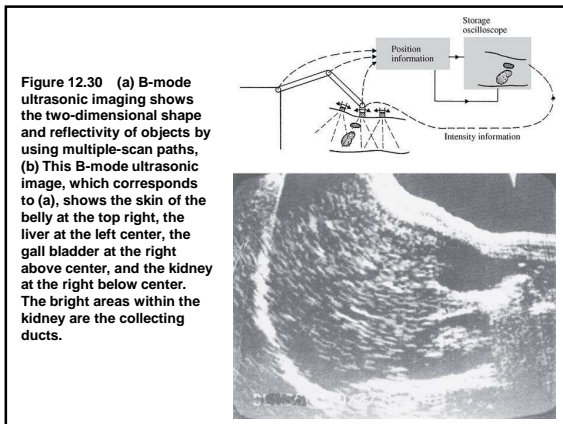 Figure 12.30 (a) B-mode
ultrasonic imaging shows
the two-dimensional shape
and reflectivity of objects by
using multiple-scan paths,
(b) This B-mode ultrasonic
image, which corresponds
to (a), shows the skin of the
belly at the top right, the
liver at the left center, the
gall bladder at the right
above center, and the kidney
at the right below center.
The bright areas within the
kidney are the collecting
ducts.
Storage
oscilloscope
Position
information
Intensity information